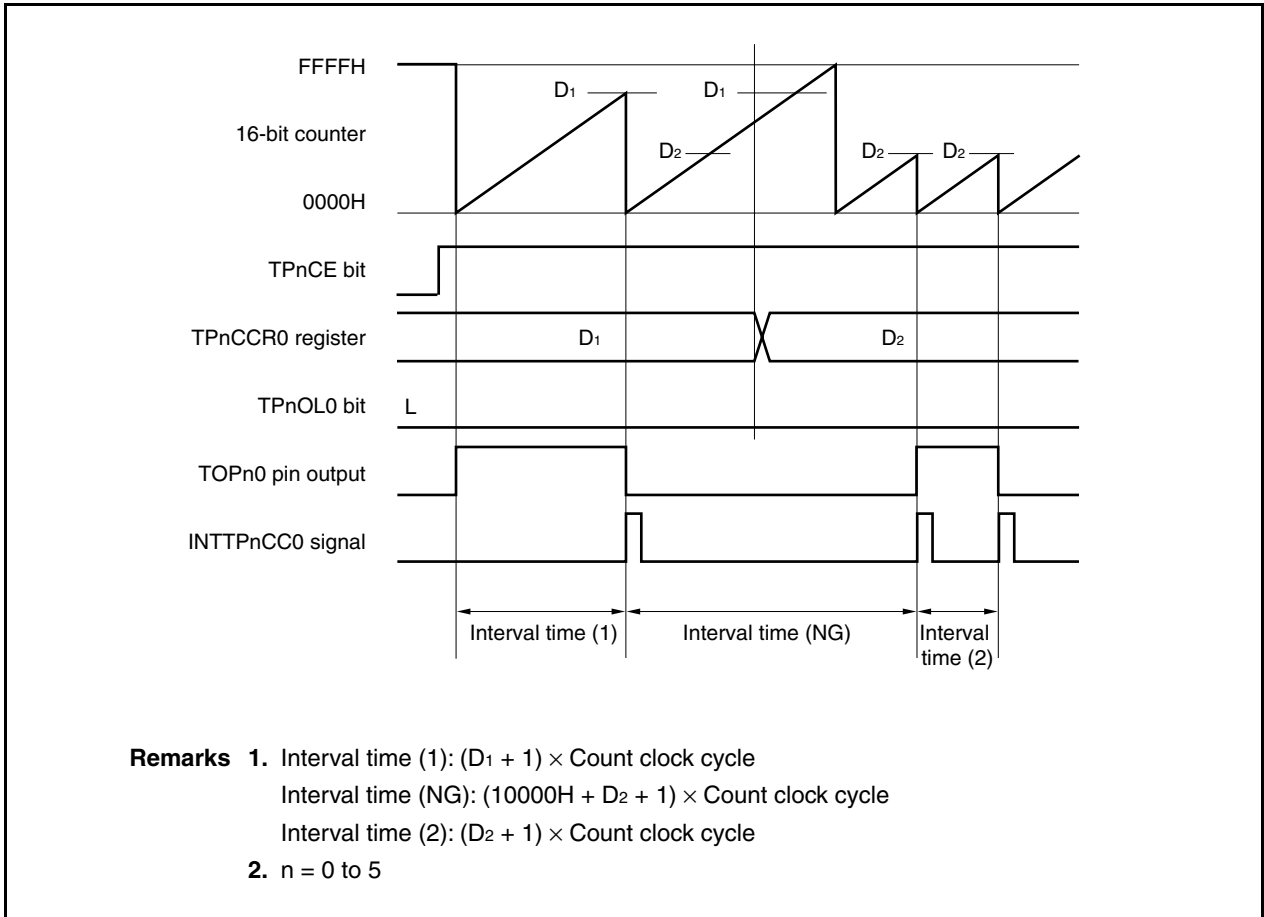 FFFFH
D1
D1
16-bit counter
D2
D2
D2
0000H
TPnCE bit
TPnCCR0 register
D1
D2
TPnOL0 bit
L
TOPn0 pin output
INTTPnCC0 signal
Interval time (1)
Interval time (NG)
Interval
time (2)
Remarks 1. Interval time (1): (D1 + 1) × Count clock cycle
Interval time (NG): (10000H + D2 + 1) × Count clock cycle
Interval time (2): (D2 + 1) × Count clock cycle
2. n = 0 to 5